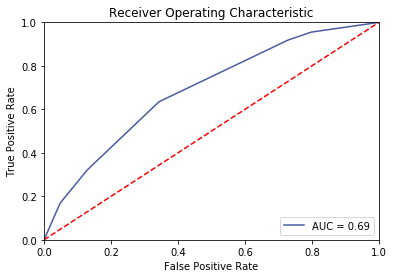 Receiver Operating Characteristic
True Positive Rate
1.0
0.8
0.6
0.4
0.2
0.0
AUC = 0.69
0.0 0.2 0.4 0.6 0.8 1.0
False Positive Rate